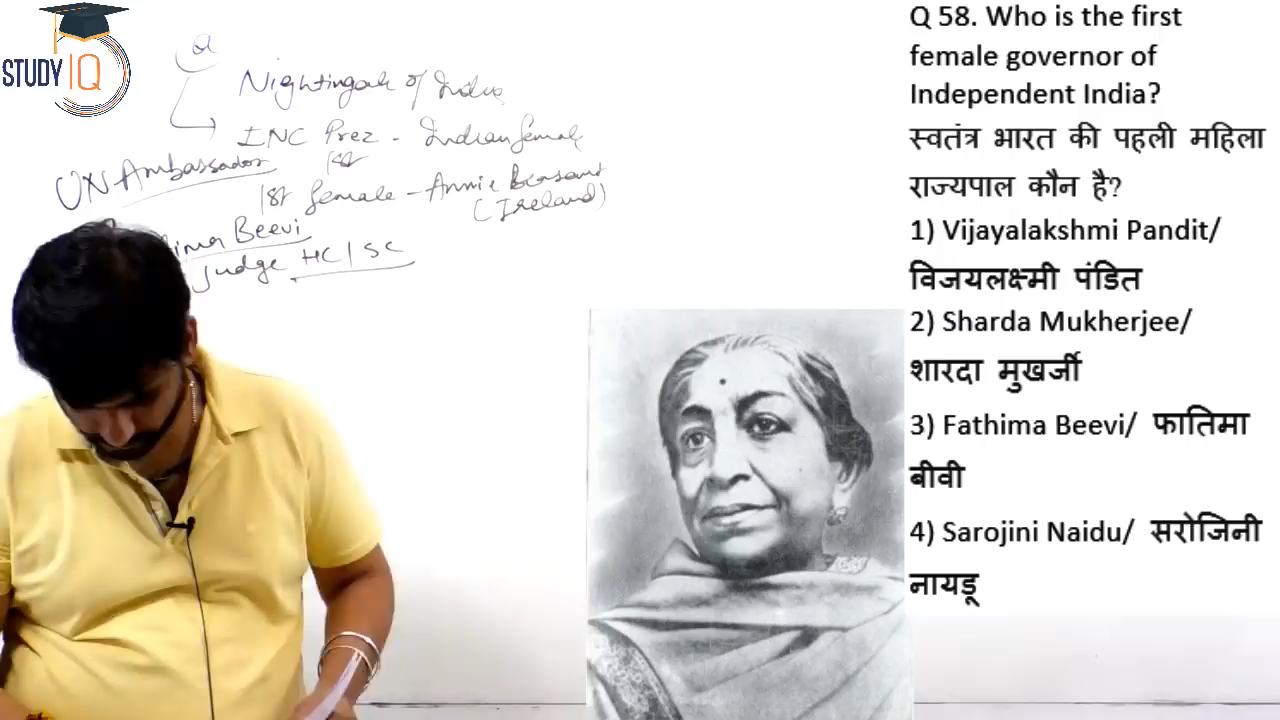 STUDY IQ
Q
Nightingale of India
INC Prez - Indian female
1st
UN Ambassador
1st female - Annie Besant
(Ireland)
Beevi
Judge HC/SC
Q 58. Who is the first
female governor of
Independent India?
स्वतंत्र भारत की पहली महिला
राज्यपाल कौन है?
1) Vijayalakshmi Pandit/
विजयलक्ष्मी पंडित
2) Sharda Mukherjee/
शारदा मुखर्जी
3) Fathima Beevi/ फातिमा
बीवी
4) Sarojini Naidu/ सरोजिनी
नायडू